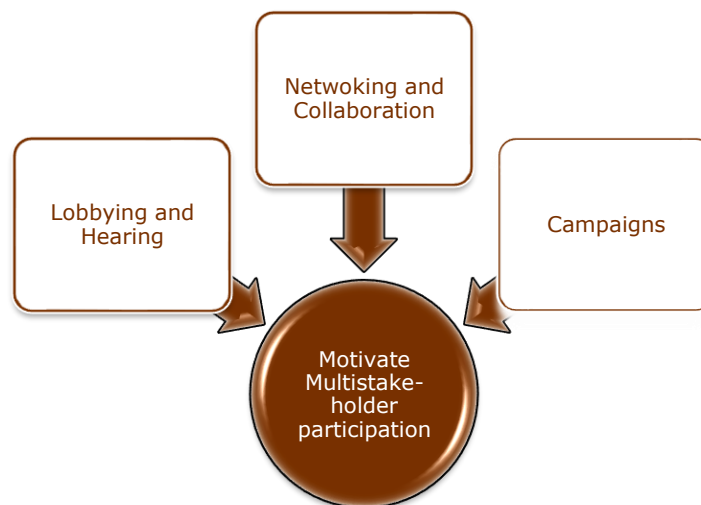 Netwoking and
Collaboration
Lobbying and
Hearing
Campaigns
Motivate
Multistake-
holder
participation